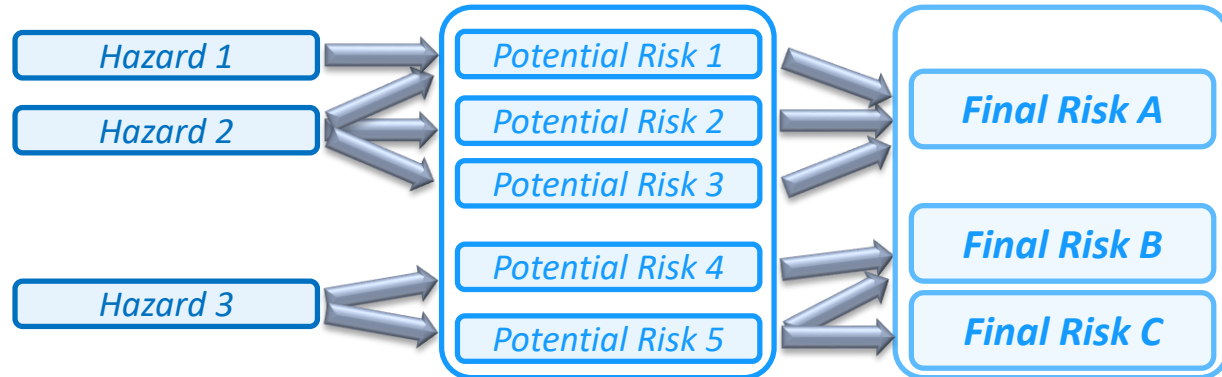 Hazard 1
Hazard 2
Hazard 3
Potential Risk 1
Potential Risk 2
Potential Risk 3
Potential Risk 4
Potential Risk 5
Final Risk A
Final Risk B
Final Risk C